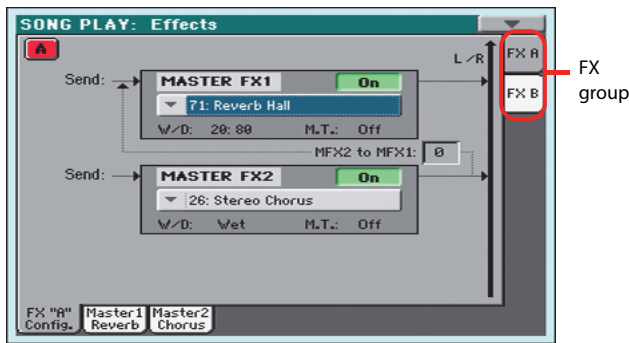 SONG PLAY: Effects
A
L/R
FX A
FX B
FX
group
Send:
MASTER FX1
On
71: Reverb Hall
W/D: 20:80 M.T.: Off
MFX2 to MFX1: 0
Send:
MASTER FX2
On
26: Stereo Chorus
W/D: Wet M.T.: Off
FX "A"
Config.
Master1
Reverb
Master2
Chorus